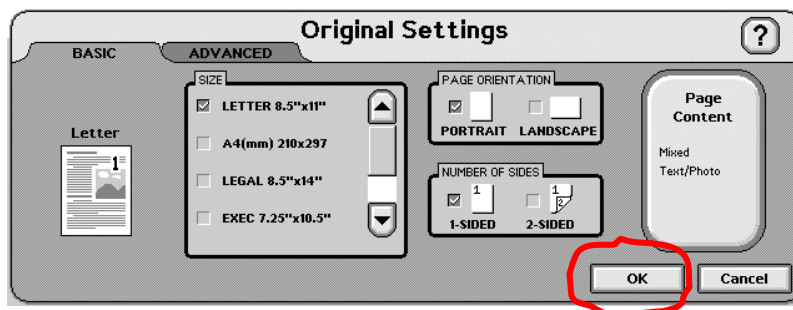 Original Settings
?
BASIC
ADVANCED
Letter
1
SIZE
LETTER 8.5"x11"
A4(mm) 210x297
LEGAL 8.5"x14"
EXEC 7.25"x10.5"
PAGE ORIENTATION
PORTRAIT
LANDSCAPE
NUMBER OF SIDES
1
1
2
1-SIDED
2-SIDED
Page
Content
Mixed
Text/Photo
OK
Cancel